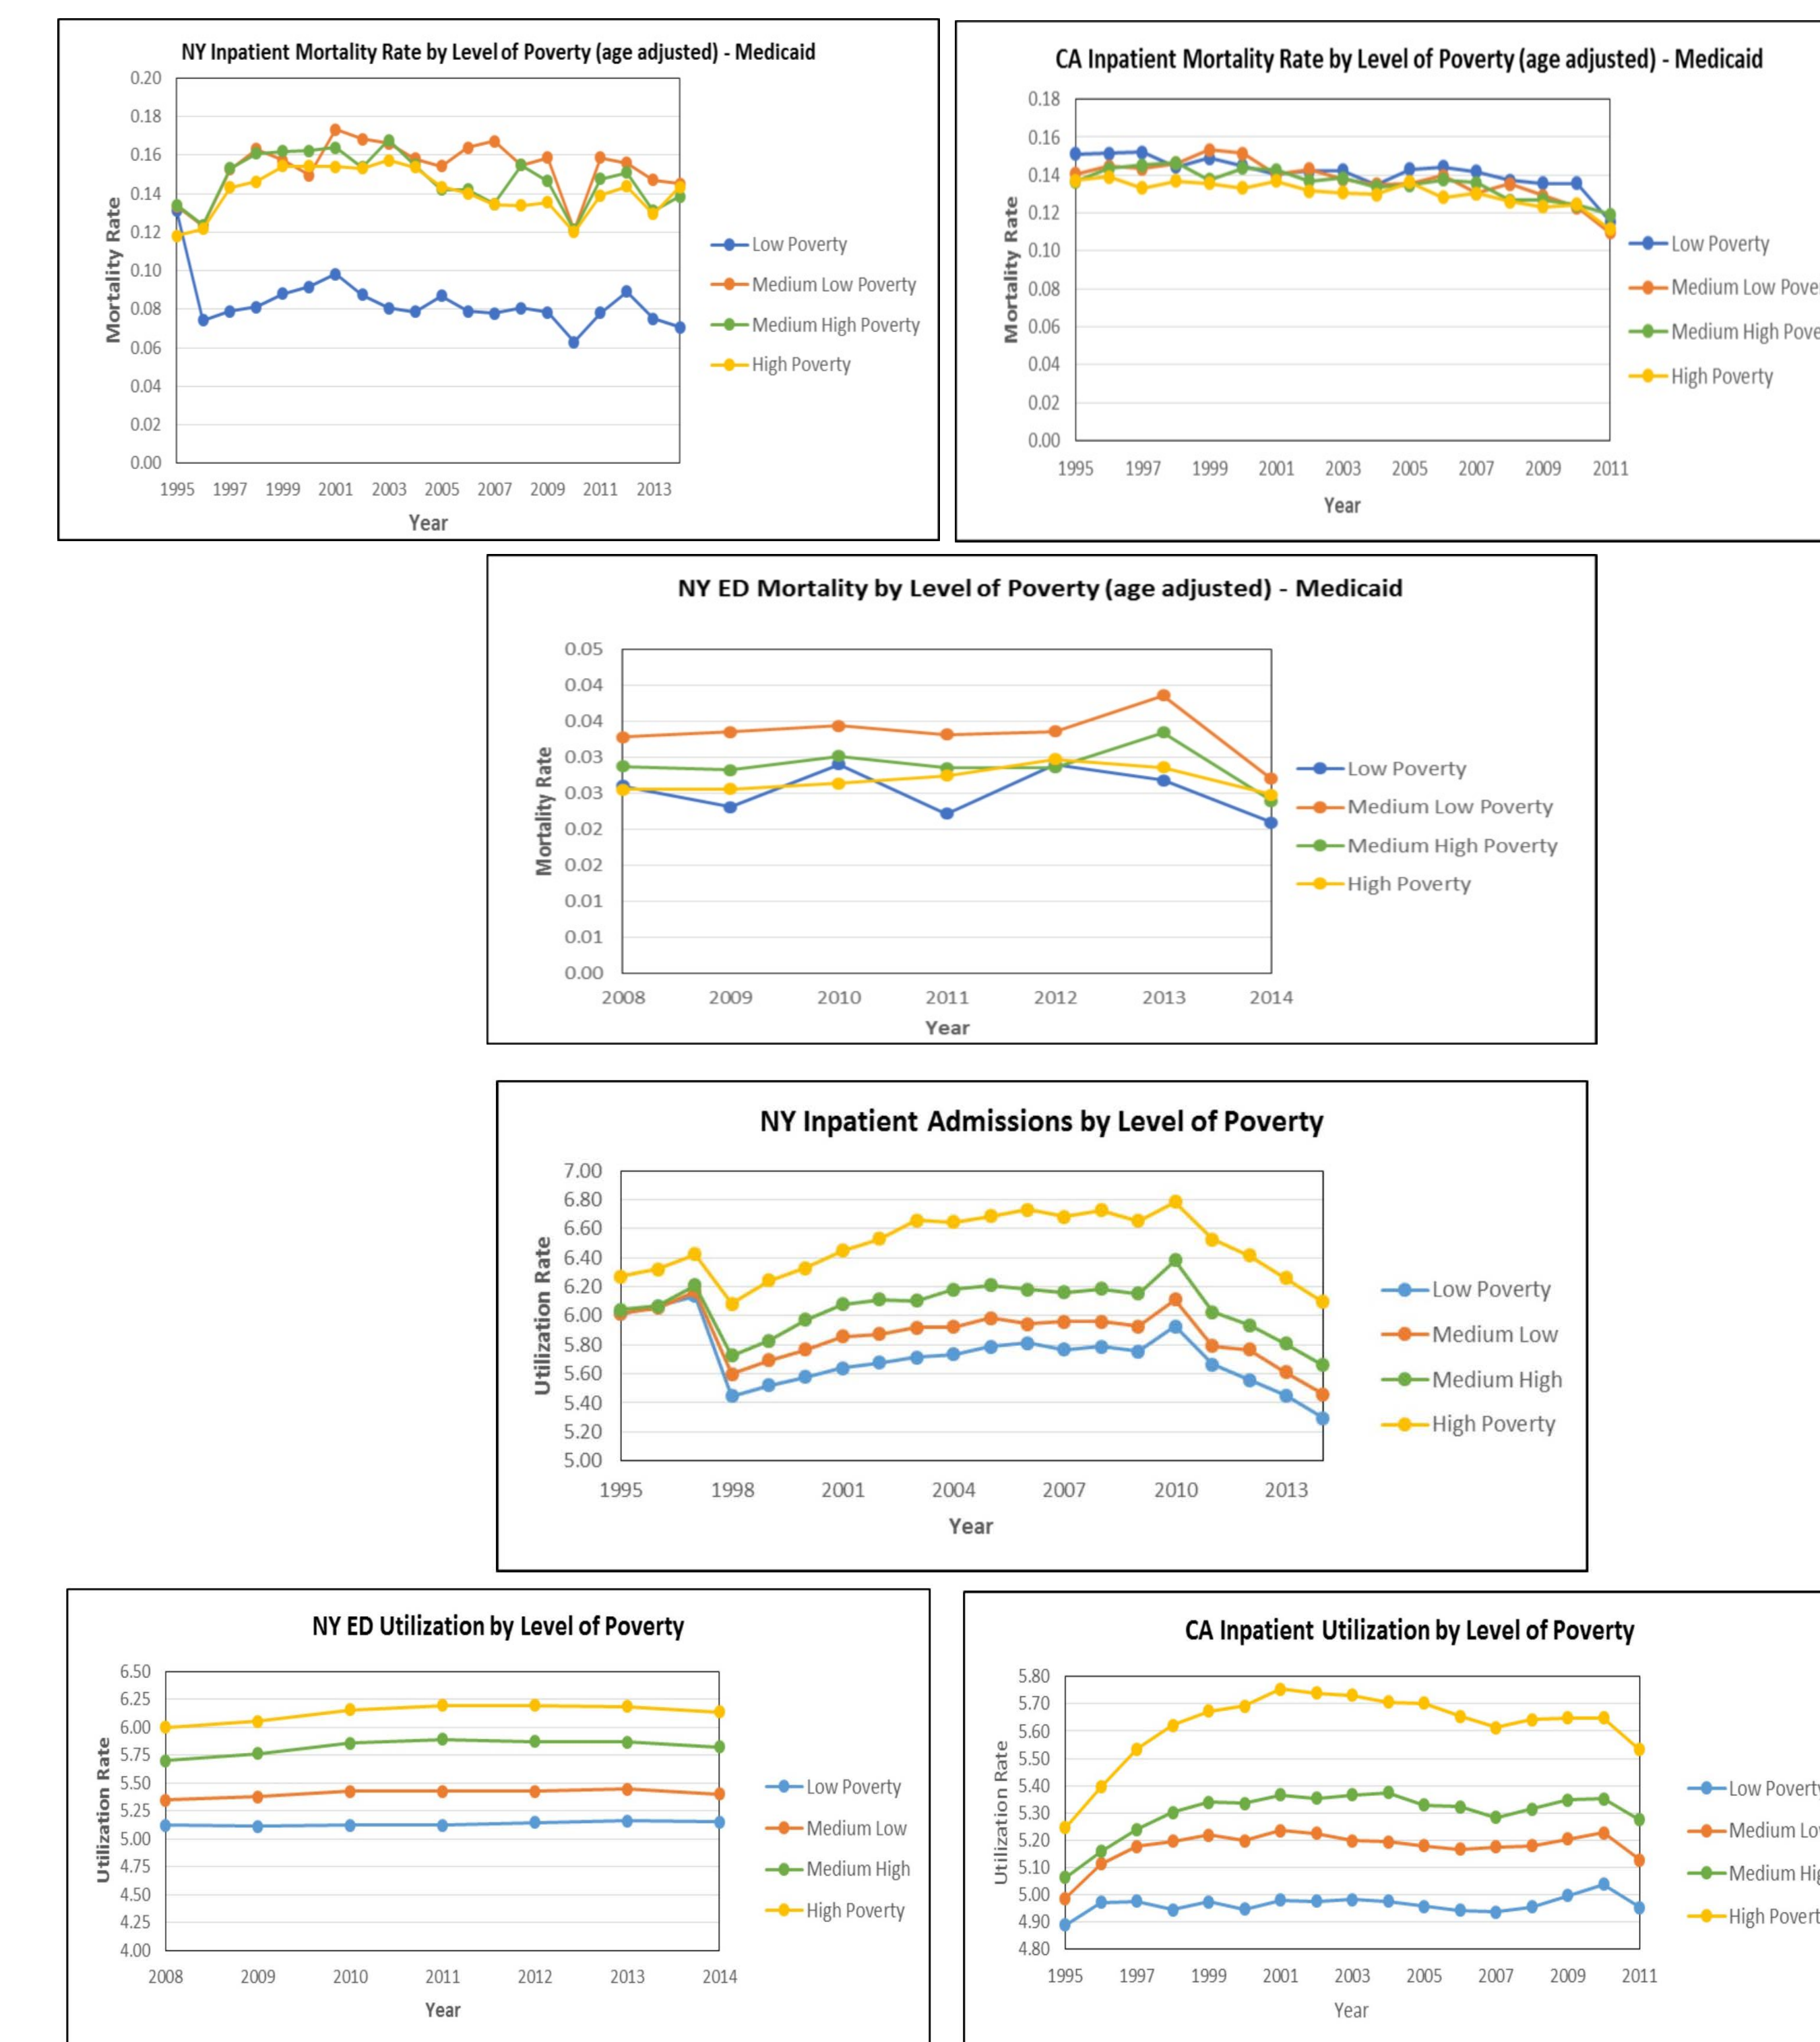 NY Inpatient Mortality Rate by Level of Poverty (age adjusted) - Medicaid
0.20
0.18
0.16
0.14
0.12
0.10
0.08
0.06
0.04
0.02
0.00
Mortality Rate
1995 1997 1999 2001 2003 2005 2007 2009 2011 2013
Year
Low Poverty
Medium Low Poverty
Medium High Poverty
High Poverty
CA Inpatient Mortality Rate by Level of Poverty (age adjusted) - Medicaid
0.18
0.16
0.14
0.12
0.10
0.08
0.06
0.04
0.02
0.00
Mortality Rate
1995 1997 1999 2001 2003 2005 2007 2009 2011
Year
Low Poverty
Medium Low Pove
Medium High Pove
High Poverty
NY ED Mortality by Level of Poverty (age adjusted) - Medicaid
0.05
0.04
0.04
0.03
0.03
0.02
0.02
0.01
0.01
0.00
Mortality Rate
2008 2009 2010 2011 2012 2013 2014
Year
Low Poverty
Medium Low Poverty
Medium High Poverty
High Poverty
NY Inpatient Admissions by Level of Poverty
7.00
6.80
6.60
6.40
6.20
6.00
5.80
5.60
5.40
5.20
5.00
Utilization Rate
1995 1998 2001 2004 2007 2010 2013
Year
Low Poverty
Medium Low
Medium High
High Poverty
NY ED Utilization by Level of Poverty
6.50
6.25
6.00
5.75
5.50
5.25
5.00
4.75
4.50
4.25
4.00
Utilization Rate
2008 2009 2010 2011 2012 2013 2014
Year
Low Poverty
Medium Low
Medium High
High Poverty
CA Inpatient Utilization by Level of Poverty
5.80
5.70
5.60
5.50
5.40
5.30
5.20
5.10
5.00
4.90
4.80
Utilization Rate
1995 1997 1999 2001 2003 2005 2007 2009 2011
Year
Low Poverty
Medium Lo
Medium Hi
High Povert